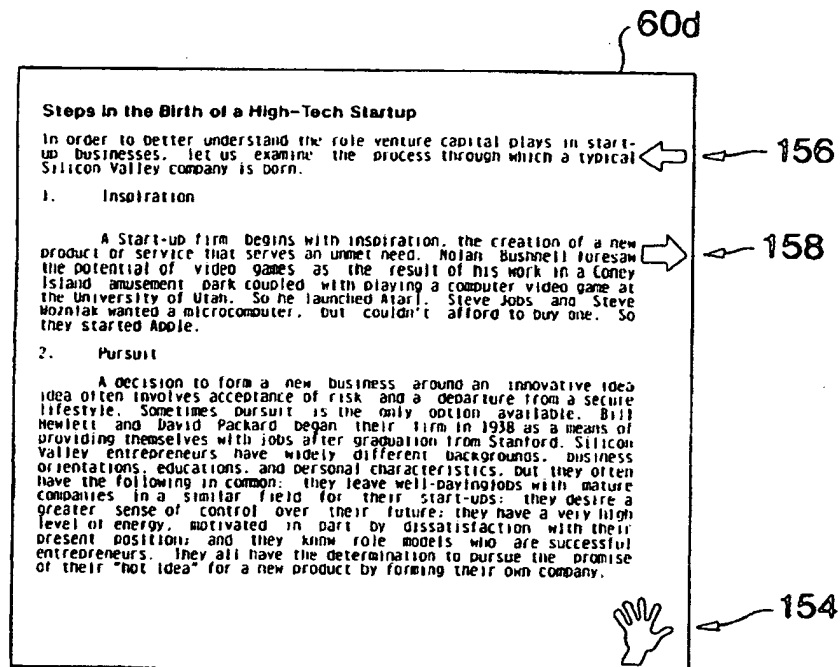 60d
Steps in the Birth of a High-Tech Startup
In order to better understand the role venture capital plays in start-
up businesses, let us examine the process through which a typical
Silicon Valley company is born.
156
1. Inspiration
A Start-up firm begins with inspiration, the creation of a new
product or service that serves an unmet need. Nolan Bushnell foresaw
158
the potential of video games as the result of his work in a Coney
Island amusement park coupled with playing a computer video game at
the University of Utah. So he launched Atari. Steve Jobs and Steve
Wozniak wanted a microcomputer, but couldn't afford to buy one. So
they started Apple.
2. Pursuit
A decision to form a new business around an innovative idea
idea often involves acceptance of risk and a departure from a secure
lifestyle. Sometimes pursuit is the only option available. Bill
Hewlett and David Packard began their firm in 1938 as a means of
providing themselves with jobs after graduation from Stanford. Silicon
Valley entrepreneurs have widely different backgrounds, business
orientations, educations, and personal characteristics, but they often
have the following in common: they leave well-payingjobs with mature
companies in a similar field for their start-ups; they desire a
greater sense of control over their future; they have a very high
level of energy, motivated in part by dissatisfaction with their
present position; and they know role models who are successful
entrepreneurs. They all have the determination to pursue the promise
of their "hot idea" for a new product by forming their own company.
154